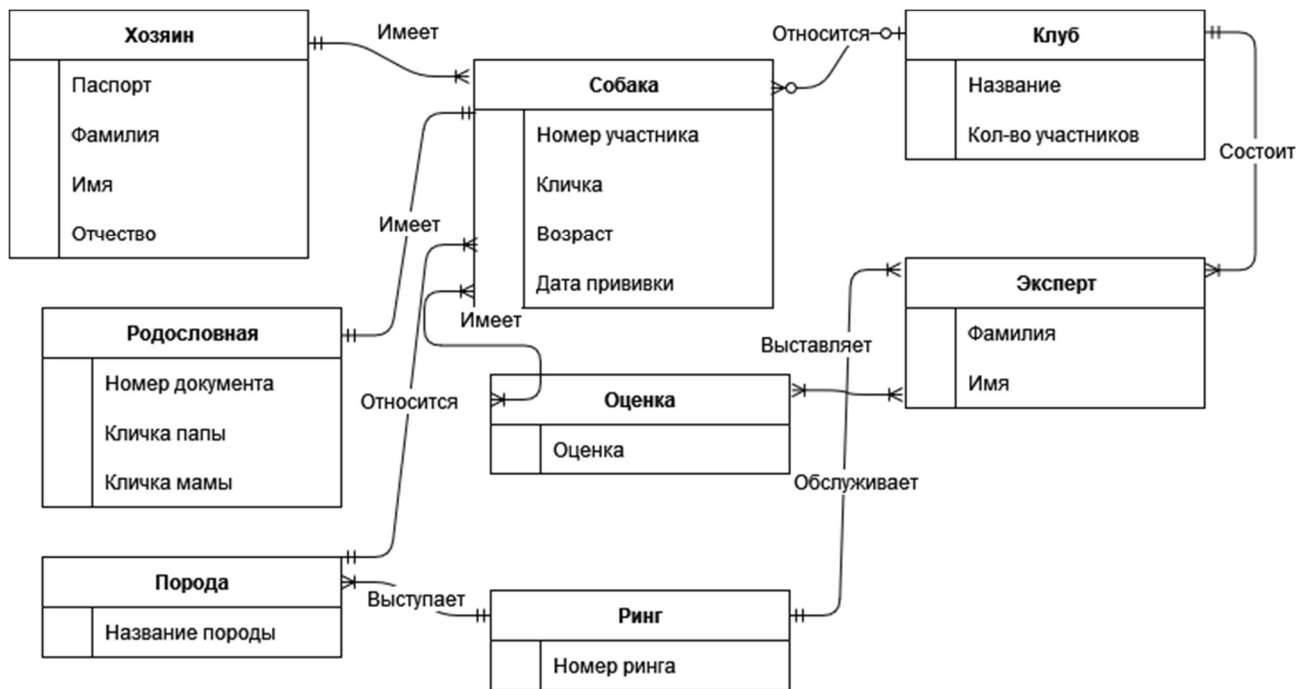 Хозяин
Паспорт
Фамилия
Имя
Отчество
Имеет
Собака
Номер участника
Кличка
Возраст
Дата прививки
Относится
Клуб
Название
Кол-во участников
Состоит
Имеет
Имеет
Родословная
Номер документа
Кличка папы
Кличка мамы
Относится
Оценка
Оценка
Выставляет
Эксперт
Фамилия
Имя
Обслуживает
Порода
Название породы
Выступает
Ринг
Номер ринга